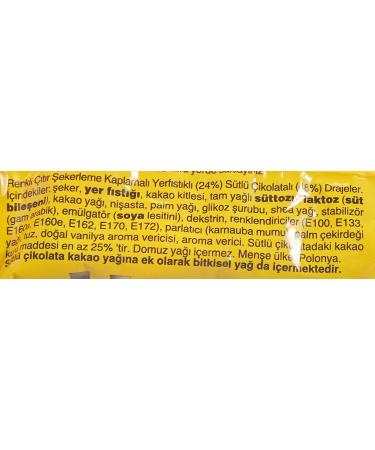 Renkli Çıtır Şekerleme Kaplamalı Yerfıstıklı (24%) Sütlü Çikolatalı (48%) Drajeler.
İçindekiler: şeker, yer fıstığı, kakao kitlesi, tam yağlı süttozu, laktoz (süt
bileşeni), kakao yağı, nişasta, palm yağı, glikoz şurubu, shea yağı, stabilizör
(gam arabik), emülgatör (soya lesitini), dekstrin, renklendiriciler (E100, E133,
E160a, E160e, E162, E170, E172), parlatıcı (karnauba mumu), palm çekirdeği
yağı, tuz, doğal vanilya aroma vericisi, aroma verici. Sütlü çikolatadaki kakao
kuru maddesi en az 25% 'tir. Domuz yağı içermez. Menşe ülke: Polonya.
Sütlü çikolata kakao yağına ek olarak bitkisel yağ da içermektedir.